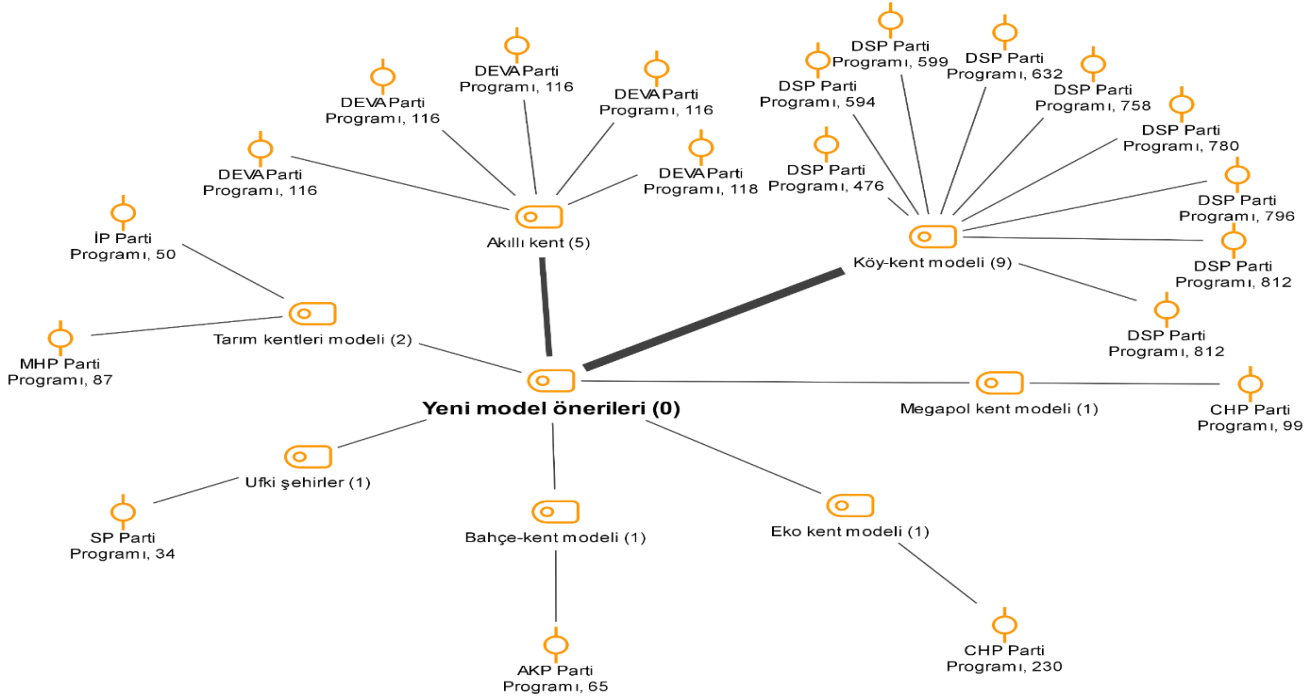 DSP Parti
Programı, 599
DSP Parti
Programı, 632
DEVA Parti
Programı, 116
DEVA Parti
Programı, 116
DEVA Parti
Programı, 116
DSP Parti
Programı, 594
DSP Parti
Programı, 758
DSP Parti
Programı, 780
DEVA Parti
Programı, 116
DEVA Parti
Programı, 118
DSP Parti
Programı, 476
DSP Parti
Programı, 796
İP Parti
Programı, 50
Akıllı kent (5)
Köy-kent modeli (9)
DSP Parti
Programı, 812
DSP Parti
Programı, 812
Tarım kentleri modeli (2)
MHP Parti
Programı, 87
Yeni model önerileri (0)
Megapol kent modeli (1)
CHP Parti
Programı, 99
Ufki şehirler (1)
SP Parti
Programı, 34
Bahçe-kent modeli (1)
Eko kent modeli (1)
AKP Parti
Programı, 65
CHP Parti
Programı, 230